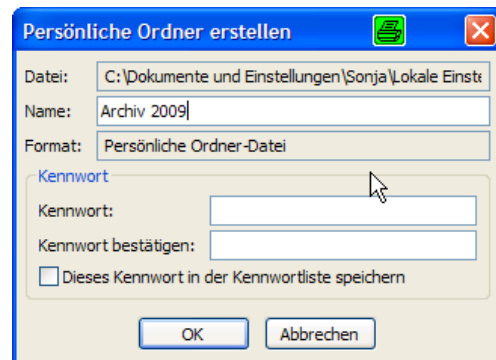 Persönliche Ordner erstellen
Datei: C:\Dokumente und Einstellungen\Sonja\Lokale Einste
Name: Archiv 2009
Format: Persönliche Ordner-Datei
Kennwort
Kennwort:
Kennwort bestätigen:
Dieses Kennwort in der Kennwortliste speichern
OK Abbrechen